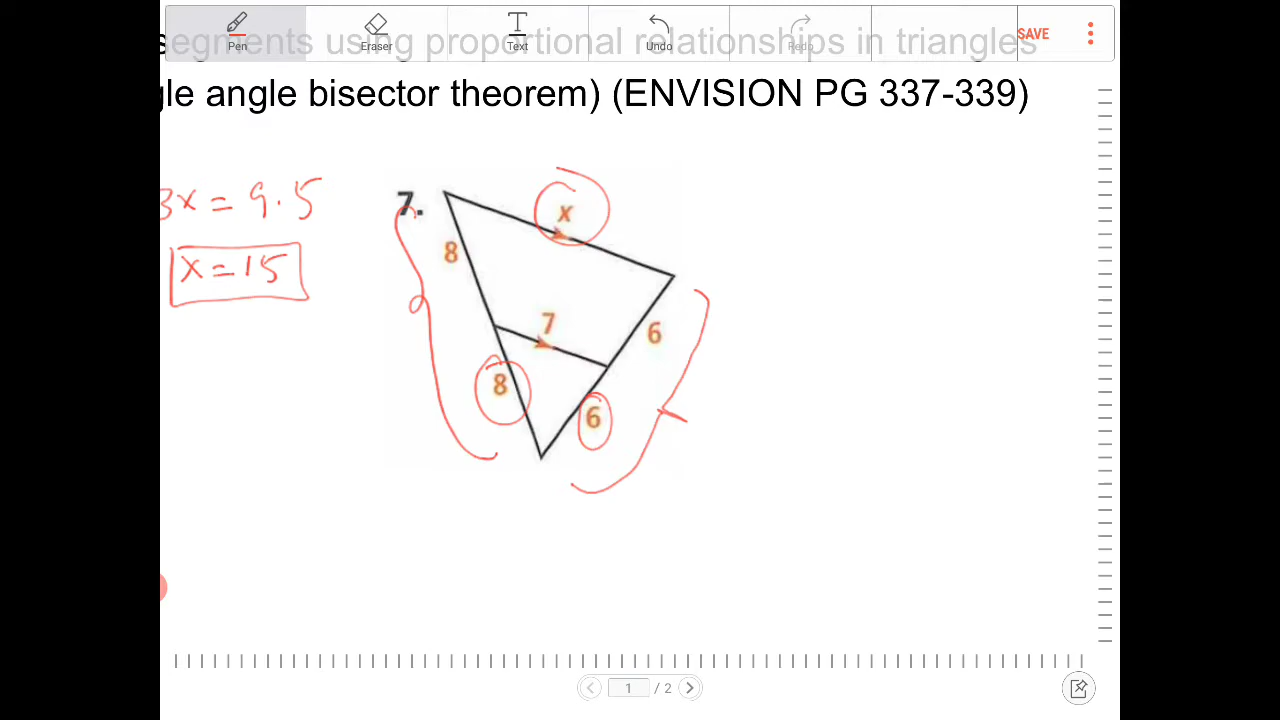 segments using proportional relationships in triangles
Pen Eraser Text Undo Redo SAVE
gle angle bisector theorem) (ENVISION PG 337-339)
3x = 9.5
x = 15
7.
x
8
7
6
8
6
1 / 2